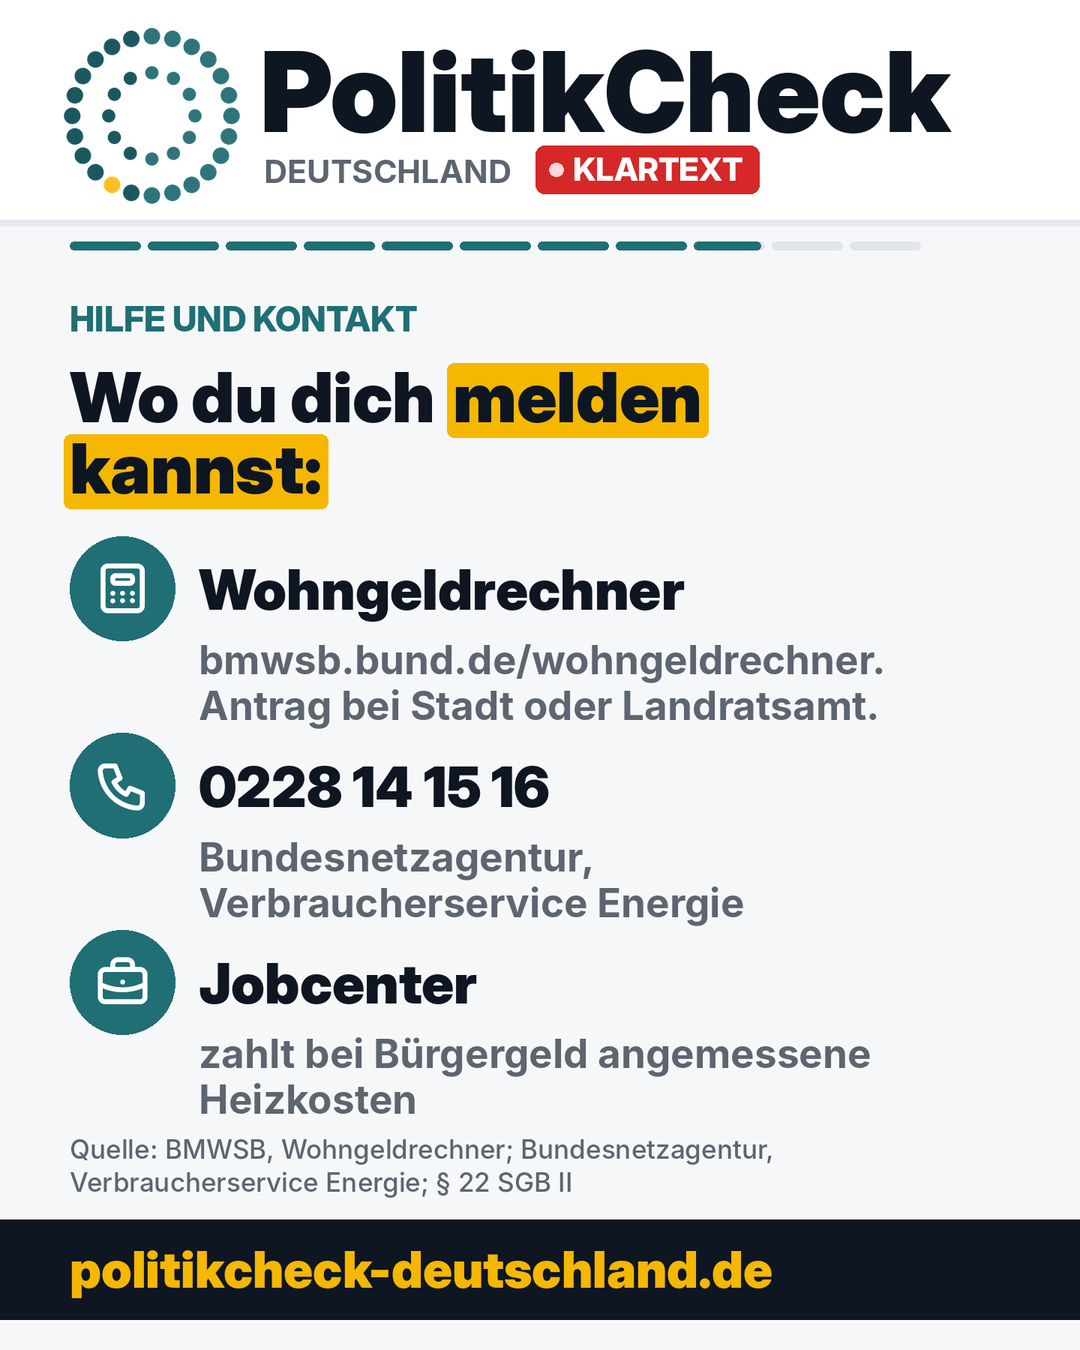 PolitikCheck
DEUTSCHLAND KLARTEXT
HILFE UND KONTAKT
Wo du dich melden
kannst:
Wohngeldrechner
bmwsb.bund.de/wohngeldrechner.
Antrag bei Stadt oder Landratsamt.
0228 14 15 16
Bundesnetzagentur,
Verbraucherservice Energie
Jobcenter
zahlt bei Bürgergeld angemessene
Heizkosten
Quelle: BMWSB, Wohngeldrechner; Bundesnetzagentur,
Verbraucherservice Energie; § 22 SGB II
politikcheck-deutschland.de